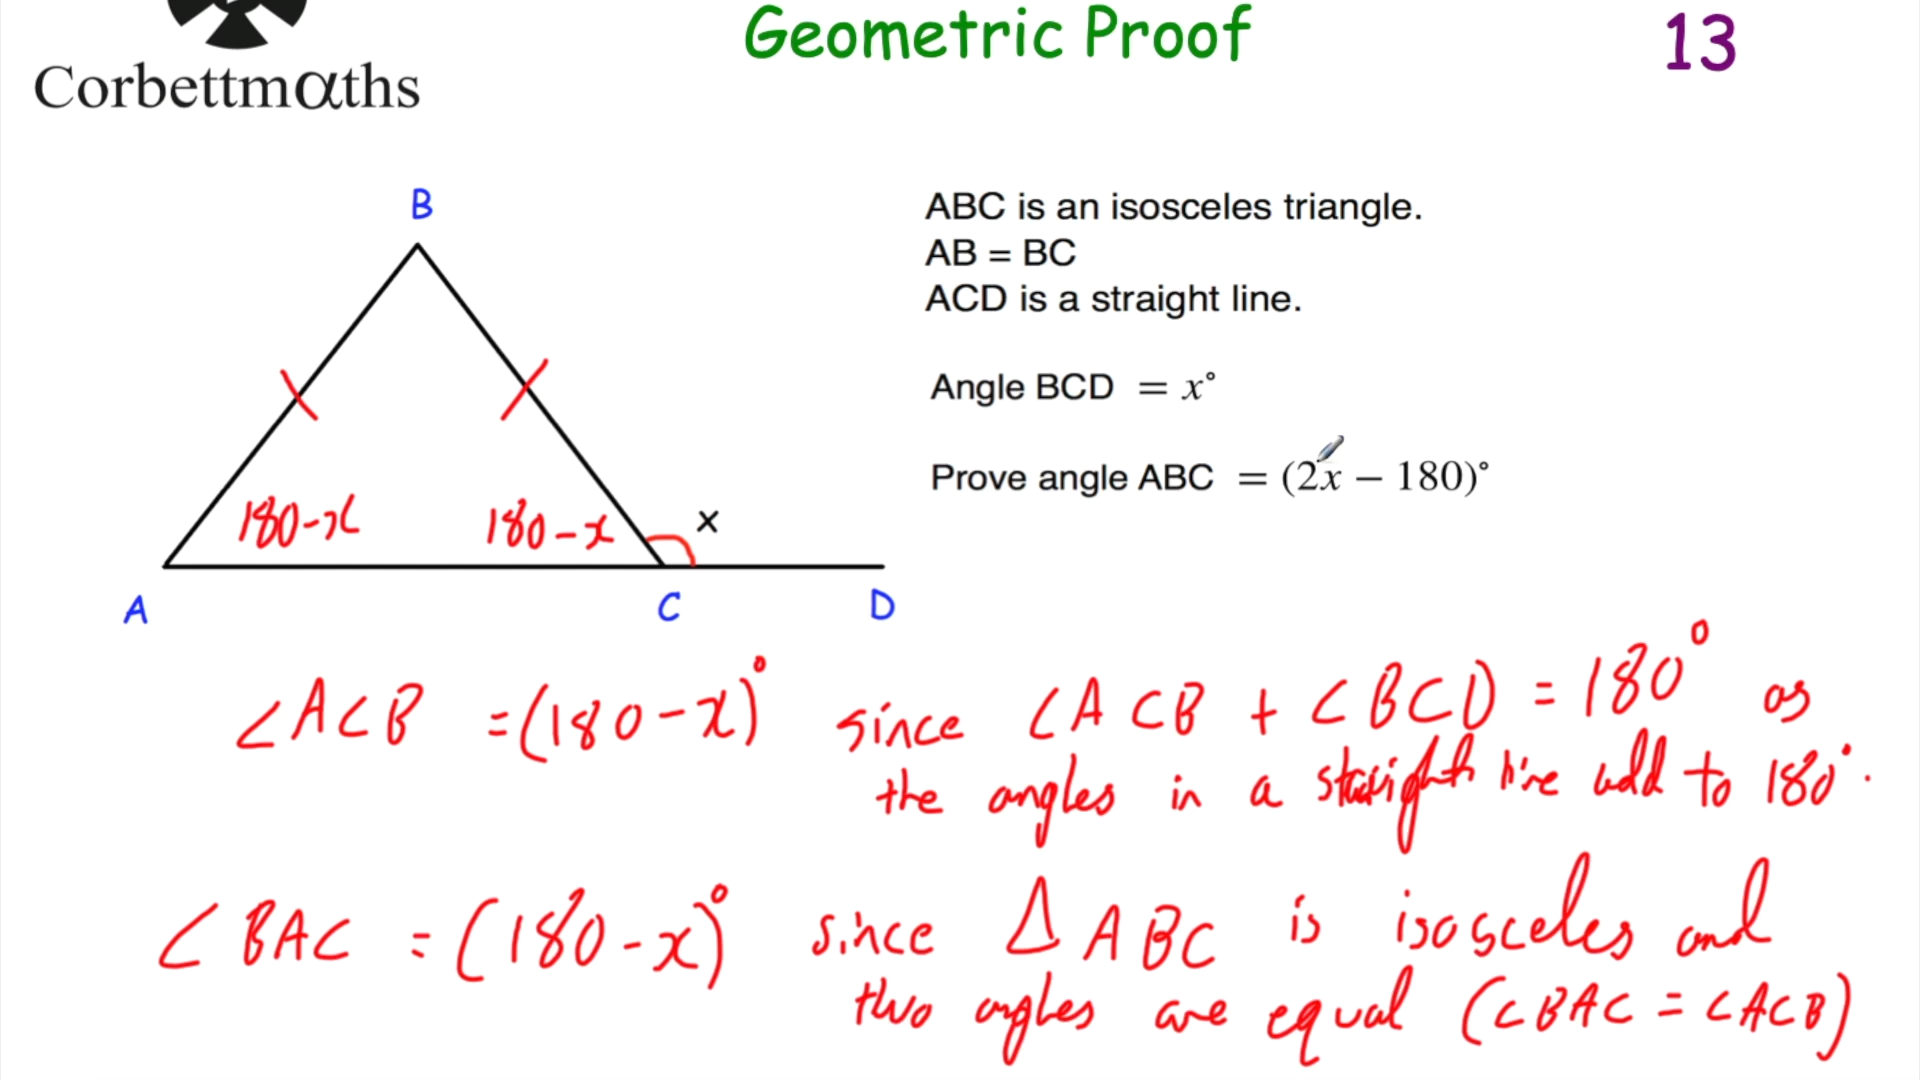 Geometric Proof
13
Corbettmαths
B
ABC is an isosceles triangle.
AB = BC
ACD is a straight line.
Angle BCD = x°
Prove angle ABC = (2x − 180)°
180-x
180-x
x
A
C
D
∠ACB = (180-x)° since ∠ACB + ∠BCD = 180° as
the angles in a straight line add to 180°.
∠BAC = (180-x)° since Δ ABC is isosceles and
two angles are equal (∠BAC = ∠ACB)